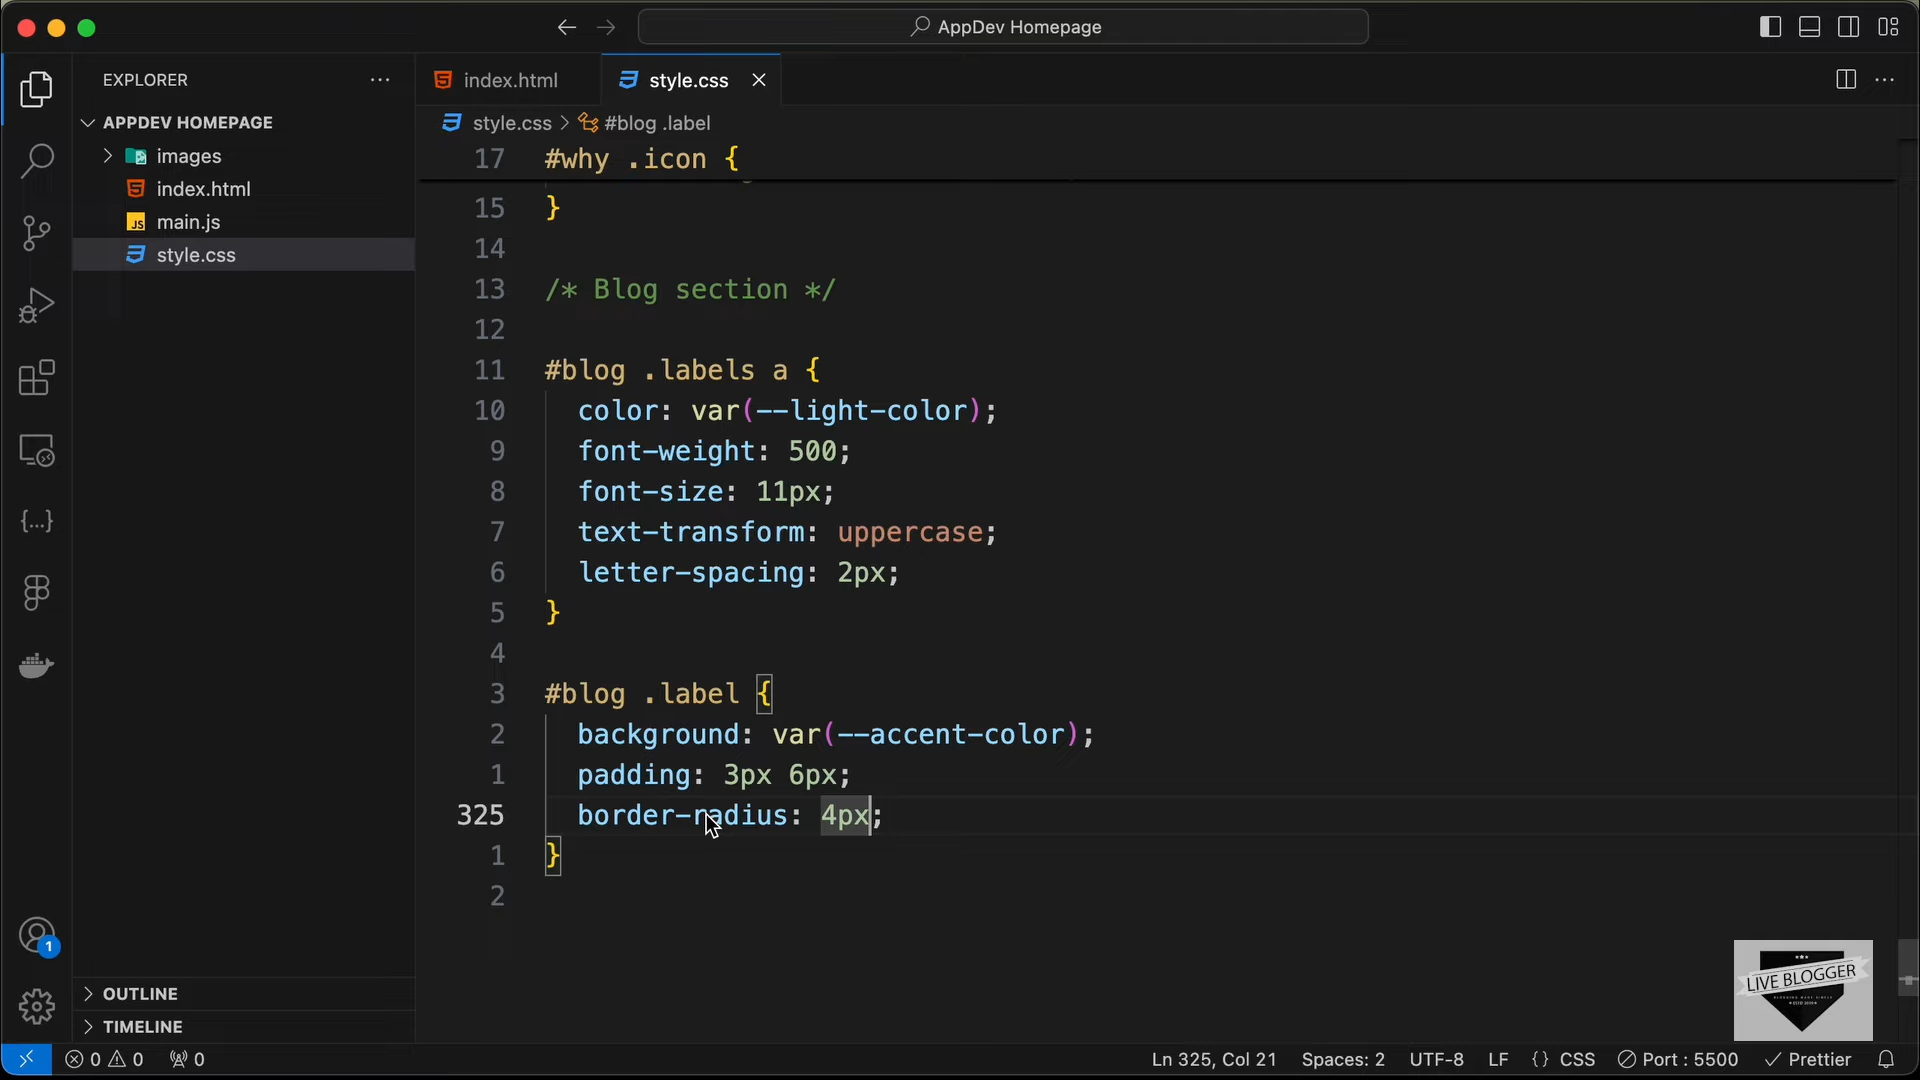 AppDev Homepage
EXPLORER
APPDEV HOMEPAGE
images
index.html
main.js
style.css
OUTLINE
TIMELINE
index.html
style.css
style.css > #blog .label
17 #why .icon {
15 }
14
13 /* Blog section */
12
11 #blog .labels a {
10 color: var(--light-color);
9 font-weight: 500;
8 font-size: 11px;
7 text-transform: uppercase;
6 letter-spacing: 2px;
5 }
4
3 #blog .label {
2 background: var(--accent-color);
1 padding: 3px 6px;
325 border-radius: 4px;
1 }
2
1
LIVE BLOGGER
0 0 0 Ln 325, Col 21 Spaces: 2 UTF-8 LF {} CSS Port : 5500 Prettier